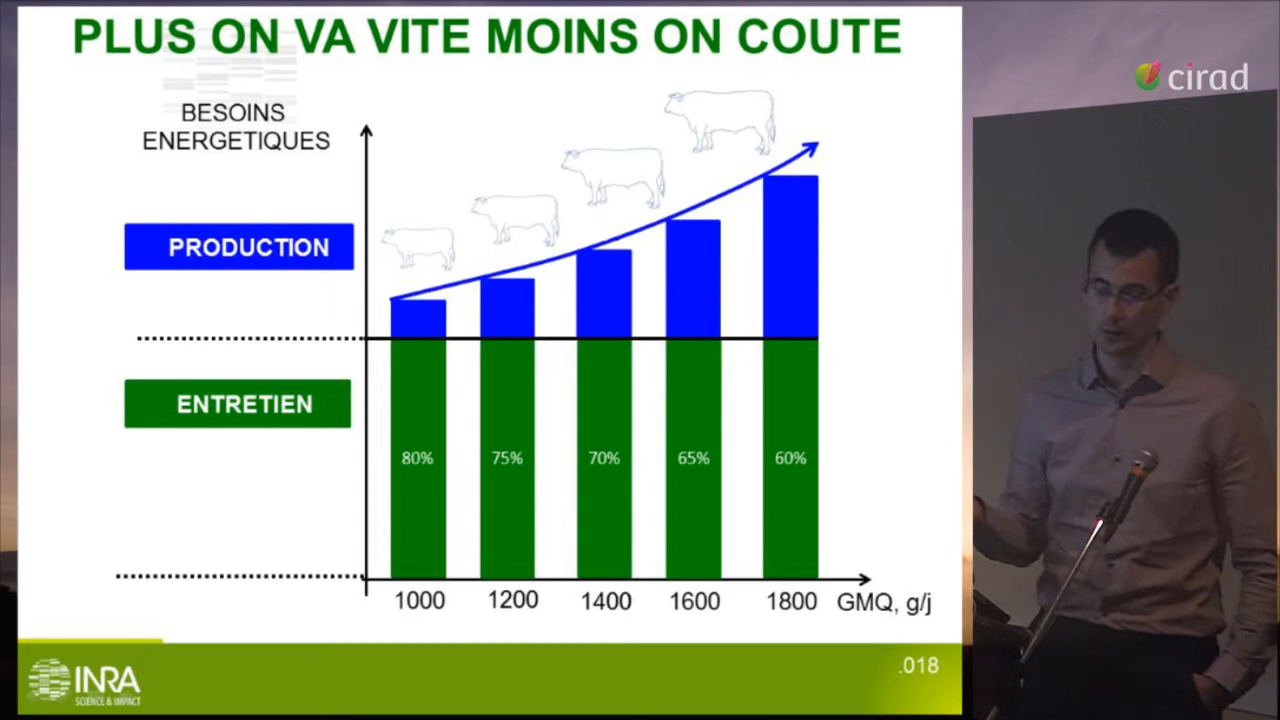 PLUS ON VA VITE MOINS ON COUTE
cirad
BESOINS
ENERGETIQUES
PRODUCTION
ENTRETIEN
80%
75%
70%
65%
60%
1000
1200
1400
1600
1800
GMQ, g/j
.018
INRA
SCIENCE & IMPACT